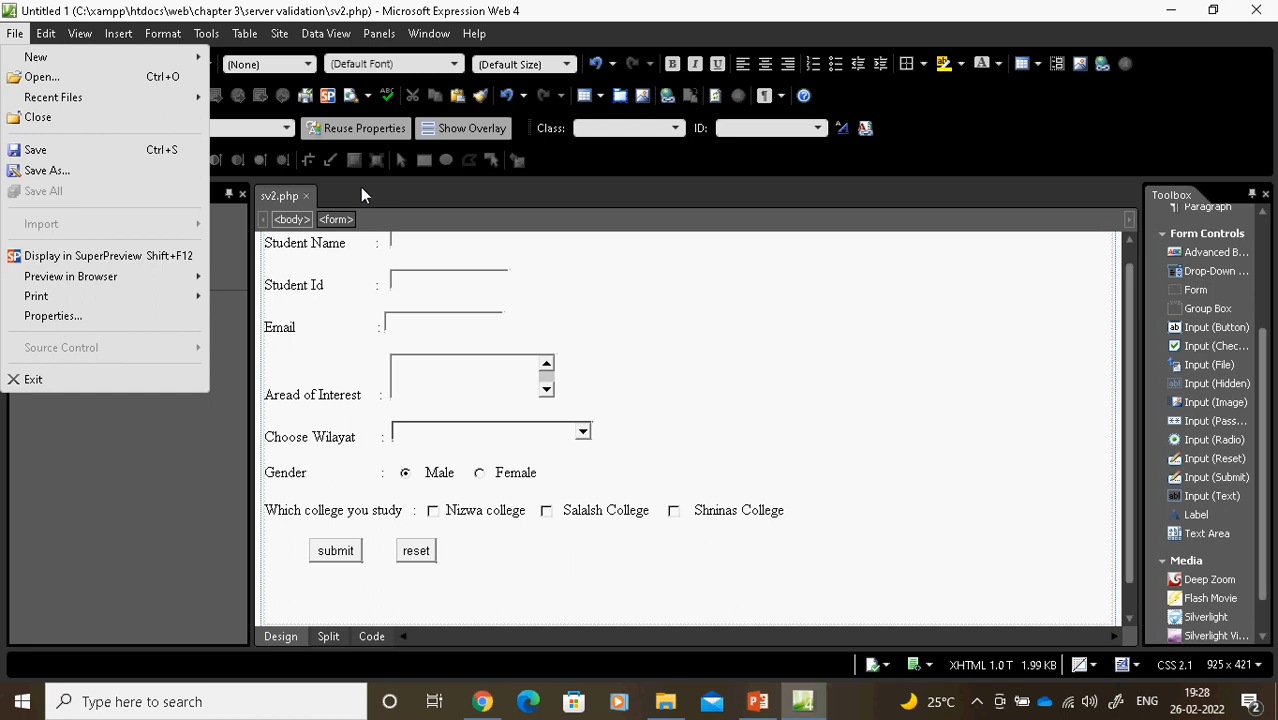 Untitled 1 (C:\xampp\htdocs\web\chapter 3\server validation\sv2.php) - Microsoft Expression Web 4
File Edit View Insert Format Tools Table Site Data View Panels Window Help
New
Open... Ctrl+O
Recent Files
Close
Save Ctrl+S
Save As...
Save All
Import
Display in SuperPreview Shift+F12
Preview in Browser
Print
Properties...
Source Control
Exit
(None) (Default Font) (Default Size) B I U
Reuse Properties Show Overlay Class: ID:
sv2.php ×
<body> <form>
Student Name :
Student Id :
Email :
Aread of Interest :
Choose Wilayat :
Gender : Male Female
Which college you study : Nizwa college Salalsh College Shninas College
submit reset
Design Split Code
Toolbox
Paragraph
Form Controls
Advanced B...
Drop-Down ...
Form
Group Box
Input (Button)
Input (Chec...
Input (File)
Input (Hidden)
Input (Image)
Input (Pass...
Input (Radio)
Input (Reset)
Input (Submit)
Input (Text)
Label
Text Area
Media
Deep Zoom
Flash Movie
Silverlight
Silverlight Vi...
XHTML 1.0 T 1.99 KB CSS 2.1 925 x 421
Type here to search
25°C ENG 19:28
26-02-2022 2